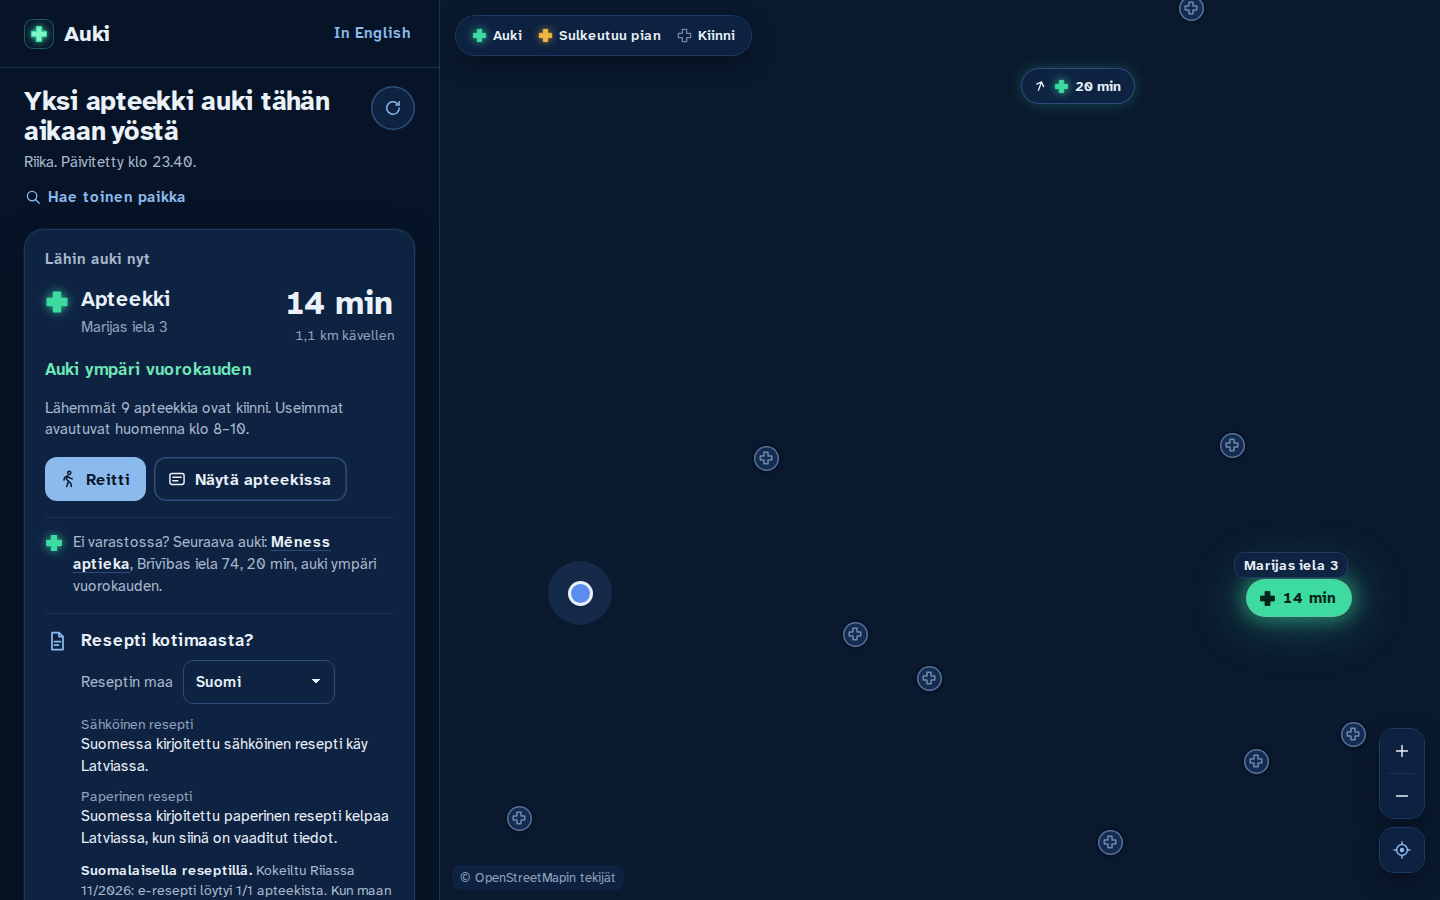 Auki
In English
Yksi apteekki auki tähän
aikaan yöstä
Riika. Päivitetty klo 23.40.
Hae toinen paikka
Lähin auki nyt
Apteekki
14 min
Marijas iela 3
1,1 km kävellen
Auki ympäri vuorokauden
Lähemmät 9 apteekkia ovat kiinni. Useimmat
avautuvat huomenna klo 8–10.
Reitti
Näytä apteekissa
Ei varastossa? Seuraava auki: Mēness
aptieka, Brīvības iela 74, 20 min, auki ympäri
vuorokauden.
Resepti kotimaasta?
Reseptin maa
Suomi
Sähköinen resepti
Suomessa kirjoitettu sähköinen resepti käy
Latviassa.
Paperinen resepti
Suomessa kirjoitettu paperinen resepti kelpaa
Latviassa, kun siinä on vaaditut tiedot.
Suomalaisella reseptillä. Kokeiltu Riiassa
11/2026: e-resepti löytyi 1/1 apteekista. Kun maan
Auki
Sulkeutuu pian
Kiinni
20 min
Marijas iela 3
14 min
© OpenStreetMapin tekijät